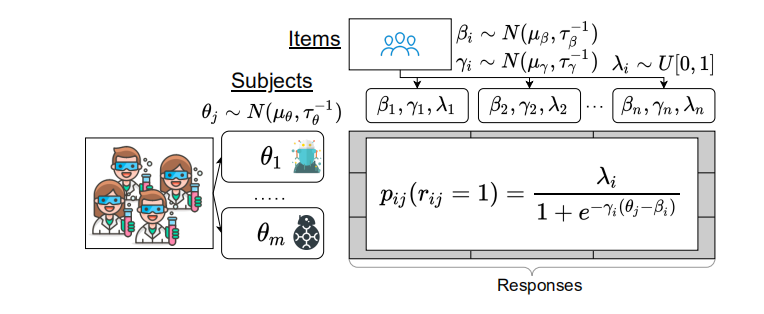 Items
β_i ∼ N(μ_β, τ_β^{-1})
γ_i ∼ N(μ_γ, τ_γ^{-1}) λ_i ∼ U[0, 1]
Subjects
θ_j ∼ N(μ_θ, τ_θ^{-1})
β_1, γ_1, λ_1 β_2, γ_2, λ_2 ⋯ β_n, γ_n, λ_n
θ_1
.....
θ_m
p_{ij}(r_{ij} = 1) = \frac{λ_i}{1 + e^{-γ_i(θ_j - β_i)}}
Responses